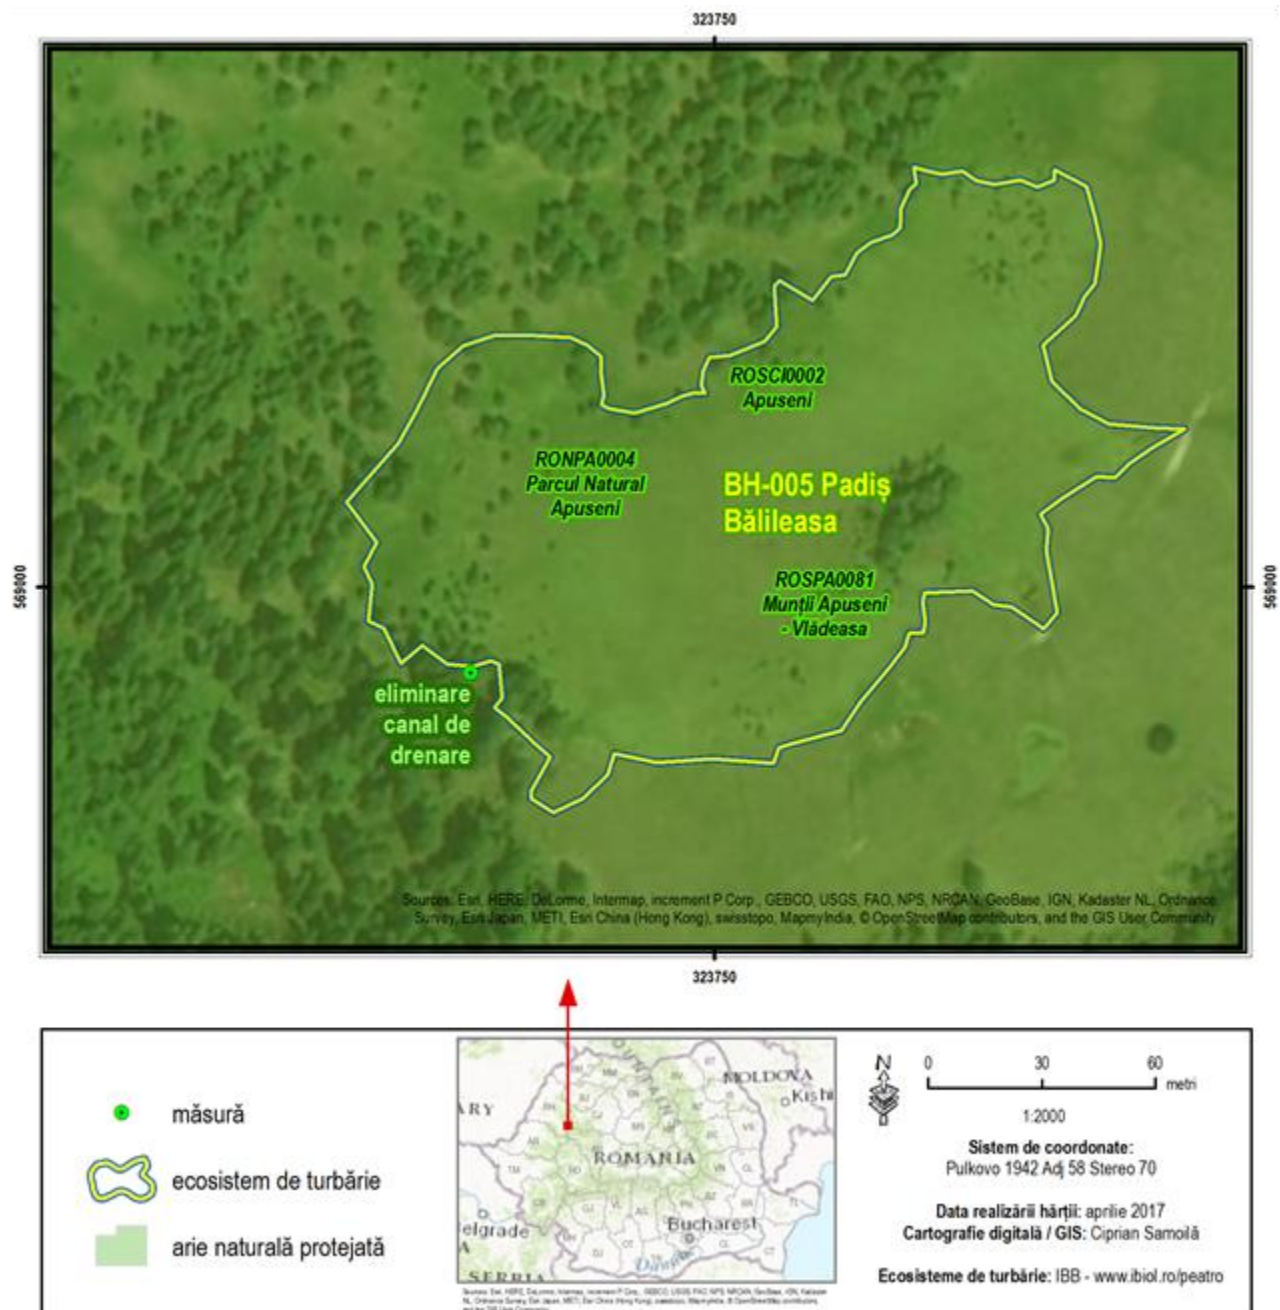 323750
ROSCI0002
Apuseni
RONPA0004
Parcul Natural
Apuseni
BH-005 Padiș
Bălileasa
569000
569000
ROSPA0081
Munții Apuseni
- Vlădeasa
eliminare
canal de
drenare
Sources: Esri, HERE, DeLorme, Intermap, increment P Corp., GEBCO, USGS, FAO, NPS, NRCAN, GeoBase, IGN, Kadaster NL, Ordnance
Survey, Esri Japan, METI, Esri China (Hong Kong), swisstopo, MapmyIndia, © OpenStreetMap contributors, and the GIS User Community
323750
măsură
ecosistem de turbărie
arie naturală protejată
MOLDOVA
Kishi
ARY
ROMANIA
elgrade
Bucharest
SERBIA
N
0 30 60
metri
1:2000
Sistem de coordonate:
Pulkovo 1942 Adj 58 Stereo 70
Data realizării hărții: aprilie 2017
Cartografie digitală / GIS: Ciprian Samoilă
Ecosisteme de turbărie: IBB - www.ibiol.ro/peatro